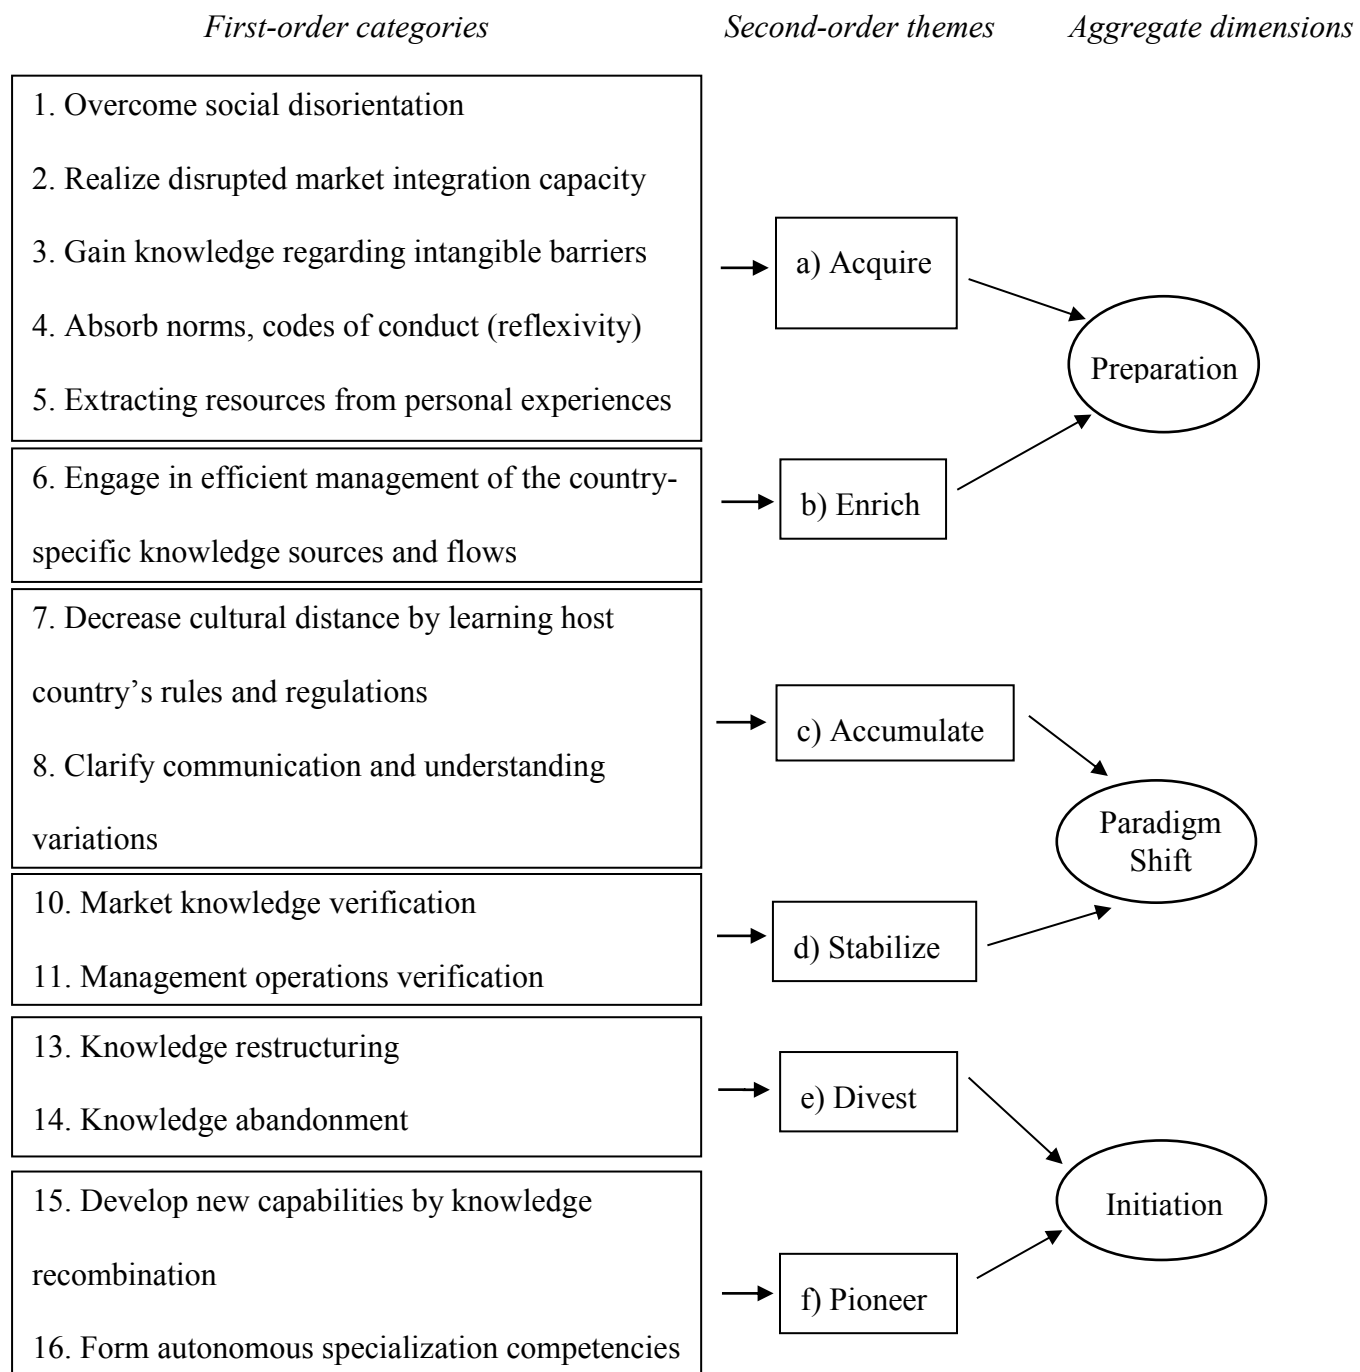 First-order categories
Second-order themes
Aggregate dimensions
1. Overcome social disorientation
2. Realize disrupted market integration capacity
3. Gain knowledge regarding intangible barriers
4. Absorb norms, codes of conduct (reflexivity)
5. Extracting resources from personal experiences
a) Acquire
Preparation
6. Engage in efficient management of the country-
specific knowledge sources and flows
b) Enrich
7. Decrease cultural distance by learning host
country’s rules and regulations
8. Clarify communication and understanding
variations
c) Accumulate
Paradigm
Shift
10. Market knowledge verification
11. Management operations verification
d) Stabilize
13. Knowledge restructuring
14. Knowledge abandonment
e) Divest
Initiation
15. Develop new capabilities by knowledge
recombination
16. Form autonomous specialization competencies
f) Pioneer